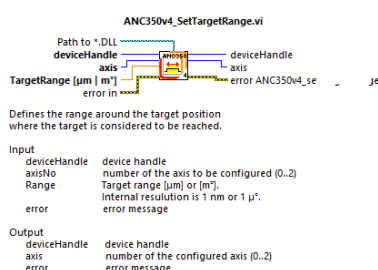 ANC350v4_SetTargetRange.vi
Path to *.DLL
deviceHandle
axis
TargetRange [µm | m°]
error in
ANC350
4
deviceHandle
axis
error ANC350v4_se
Defines the range around the target position
where the target is considered to be reached.
Input
deviceHandle device handle
axisNo number of the axis to be configured (0..2)
Range Target range [µm] or [m°].
Internal resulution is 1 nm or 1 µ°.
error error message
Output
deviceHandle device handle
axis number of the configured axis (0..2)
error error message